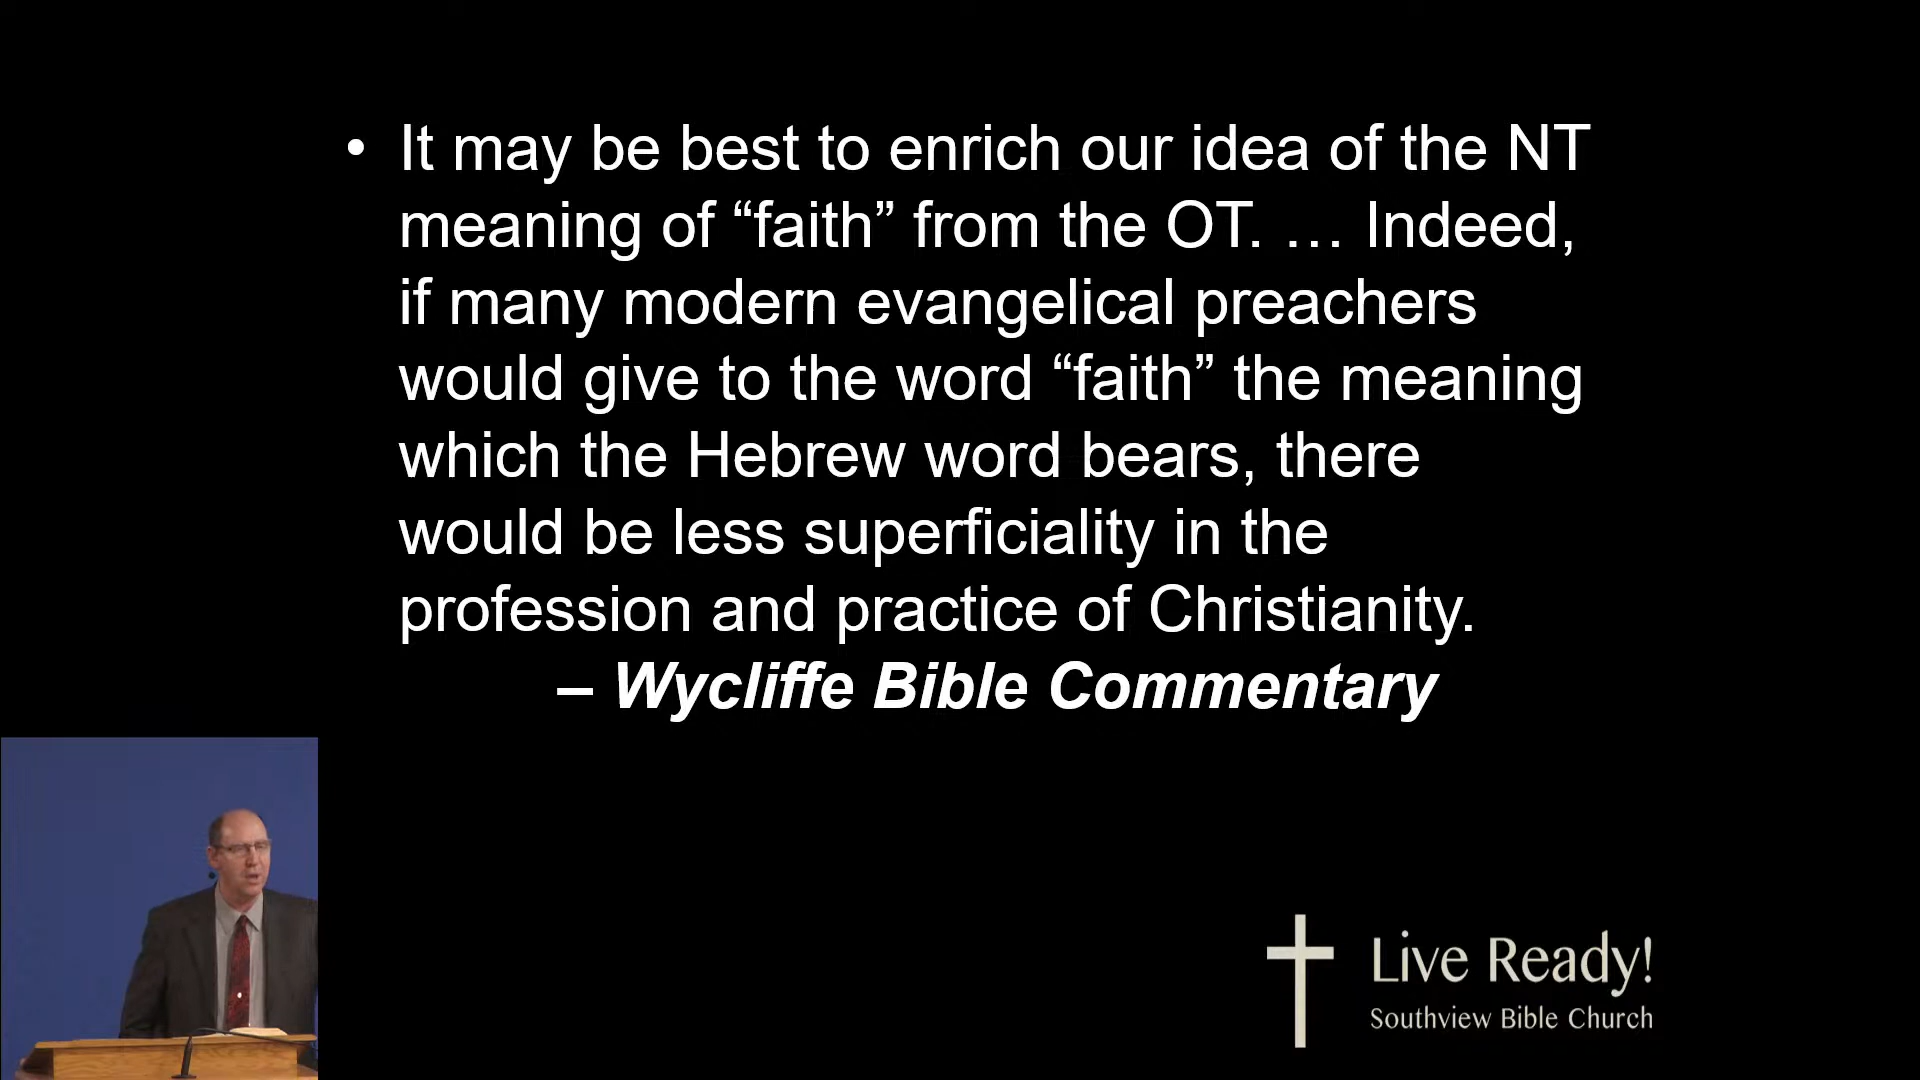 • It may be best to enrich our idea of the NT
meaning of “faith” from the OT. … Indeed,
if many modern evangelical preachers
would give to the word “faith” the meaning
which the Hebrew word bears, there
would be less superficiality in the
profession and practice of Christianity.
– Wycliffe Bible Commentary
Live Ready!
Southview Bible Church